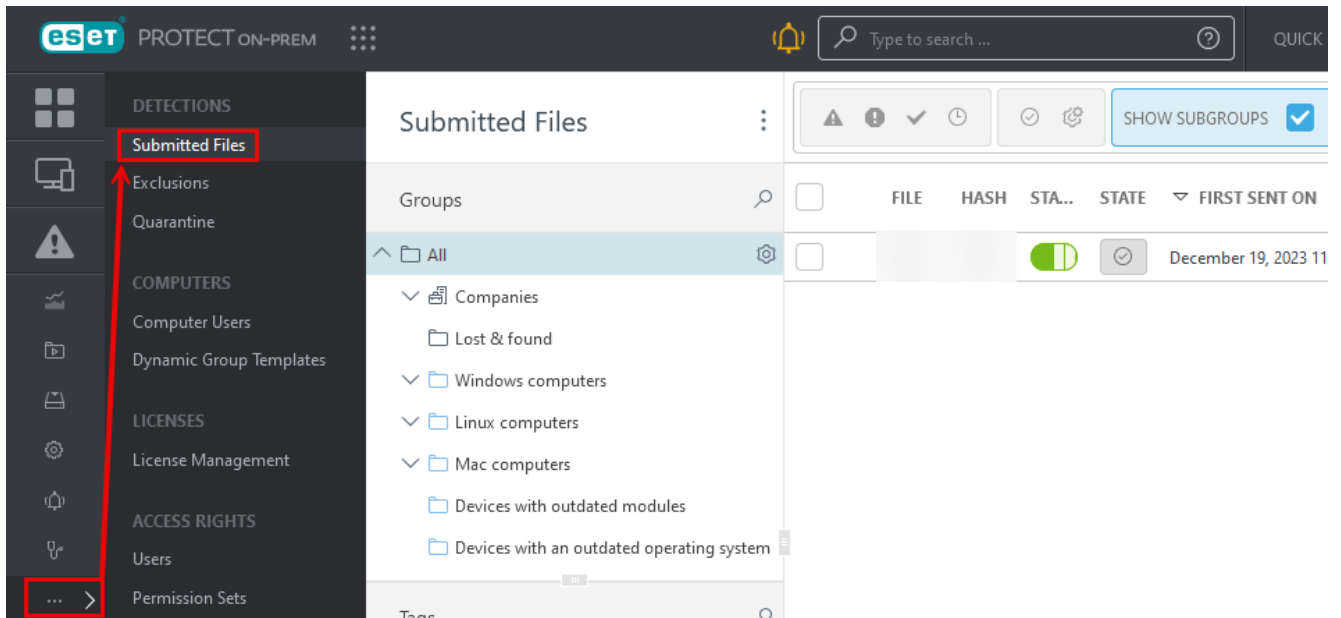 eseT PROTECT ON-PREM
Type to search ...
QUICK
DETECTIONS
Submitted Files
Exclusions
Quarantine
COMPUTERS
Computer Users
Dynamic Group Templates
LICENSES
License Management
ACCESS RIGHTS
Users
Permission Sets
...
Submitted Files
Groups
All
Companies
Lost & found
Windows computers
Linux computers
Mac computers
Devices with outdated modules
Devices with an outdated operating system
Tags
SHOW SUBGROUPS
FILE HASH STA... STATE FIRST SENT ON
December 19, 2023 11